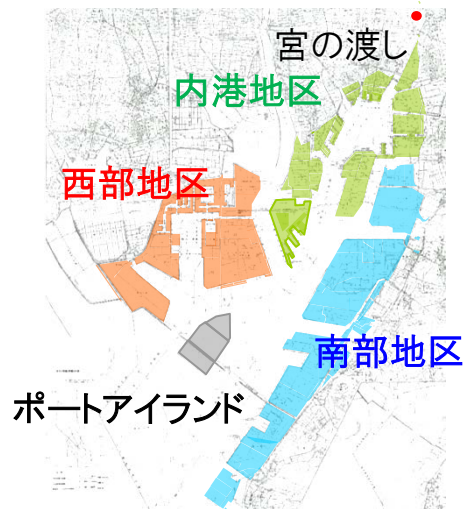 宮の渡し
内港地区
西部地区
南部地区
ポートアイランド